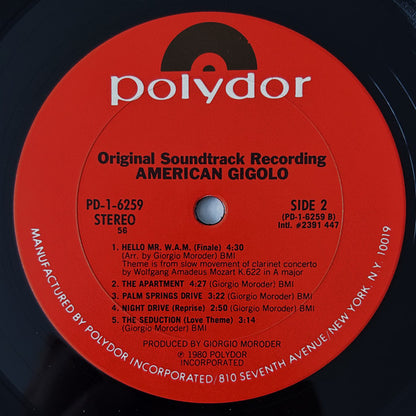 polydor
Original Soundtrack Recording
AMERICAN GIGOLO
PD-1-6259
STEREO
56
SIDE 2
(PD-1-6259 B)
Intl. #2391 447
1. HELLO MR. W.A.M. (Finale) 4:30
(Arr. by Giorgio Moroder) BMI
Theme is from slow movement of clarinet concerto
by Wolfgang Amadeus Mozart K.622 in A major
2. THE APARTMENT 4:27 (Giorgio Moroder) BMI
3. PALM SPRINGS DRIVE 3:22 (Giorgio Moroder) BMI
4. NIGHT DRIVE (Reprise) 2:50 (Giorgio Moroder) BMI
5. THE SEDUCTION (Love Theme) 3:14
(Giorgio Moroder) BMI
PRODUCED BY GIORGIO MORODER
℗ 1980 POLYDOR
INCORPORATED
MANUFACTURED BY POLYDOR INCORPORATED/810 SEVENTH AVENUE/NEW YORK, N.Y. 10019